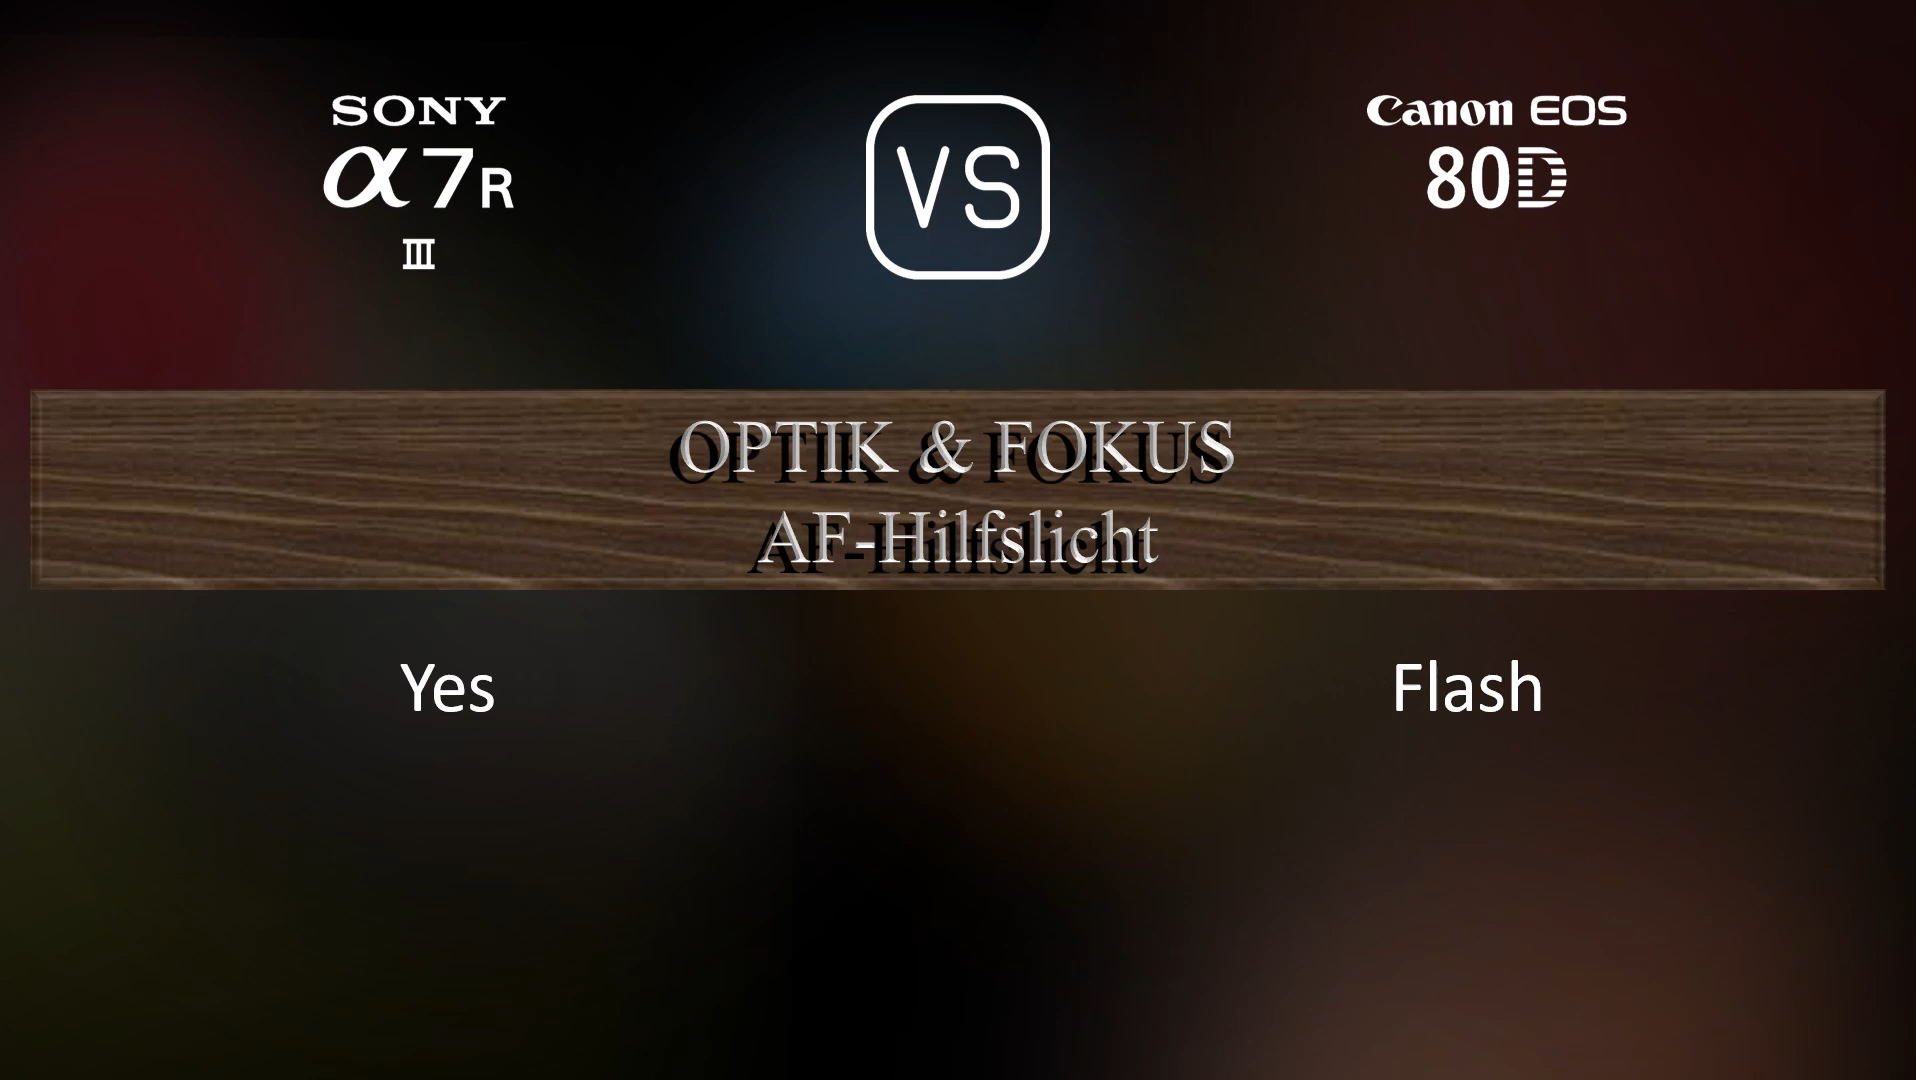 SONY
α7R
III
VS
Canon EOS
80D
OPTIK & FOKUS
AF-Hilfslicht
Yes
Flash